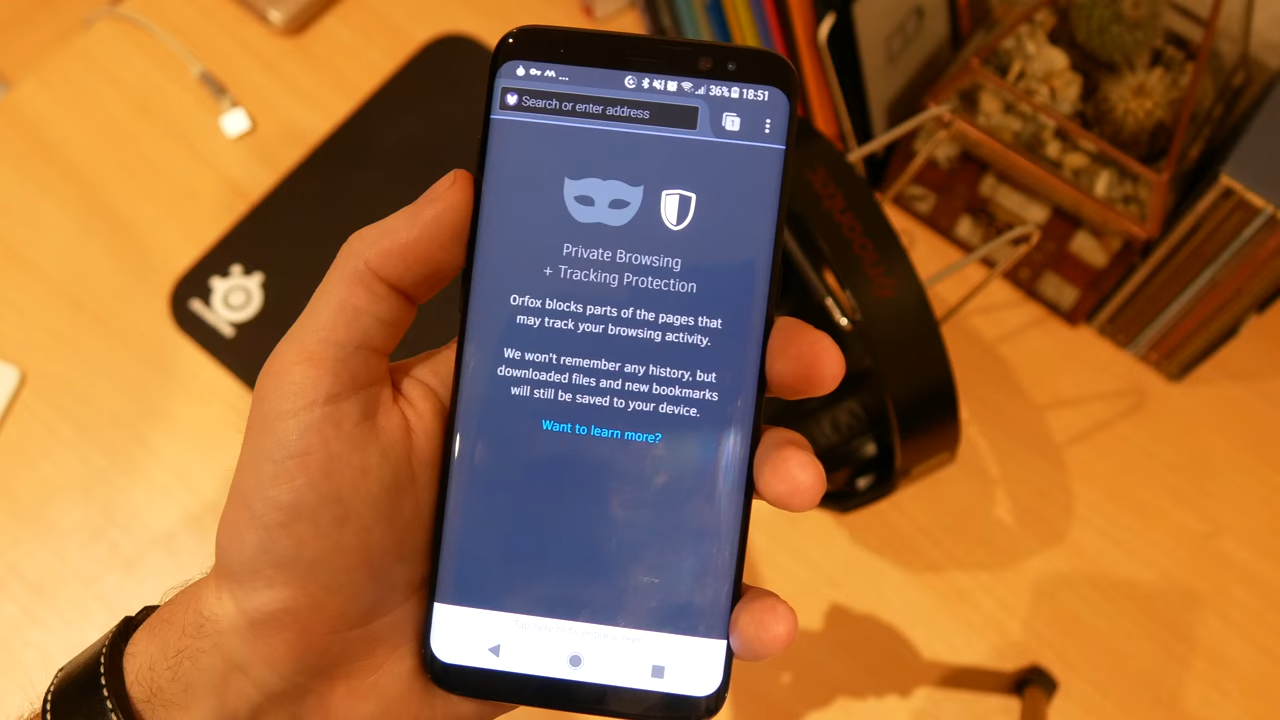 36% 18:51
Search or enter address
1
Private Browsing
+ Tracking Protection
Orfox blocks parts of the pages that
may track your browsing activity.
We won't remember any history, but
downloaded files and new bookmarks
will still be saved to your device.
Want to learn more?